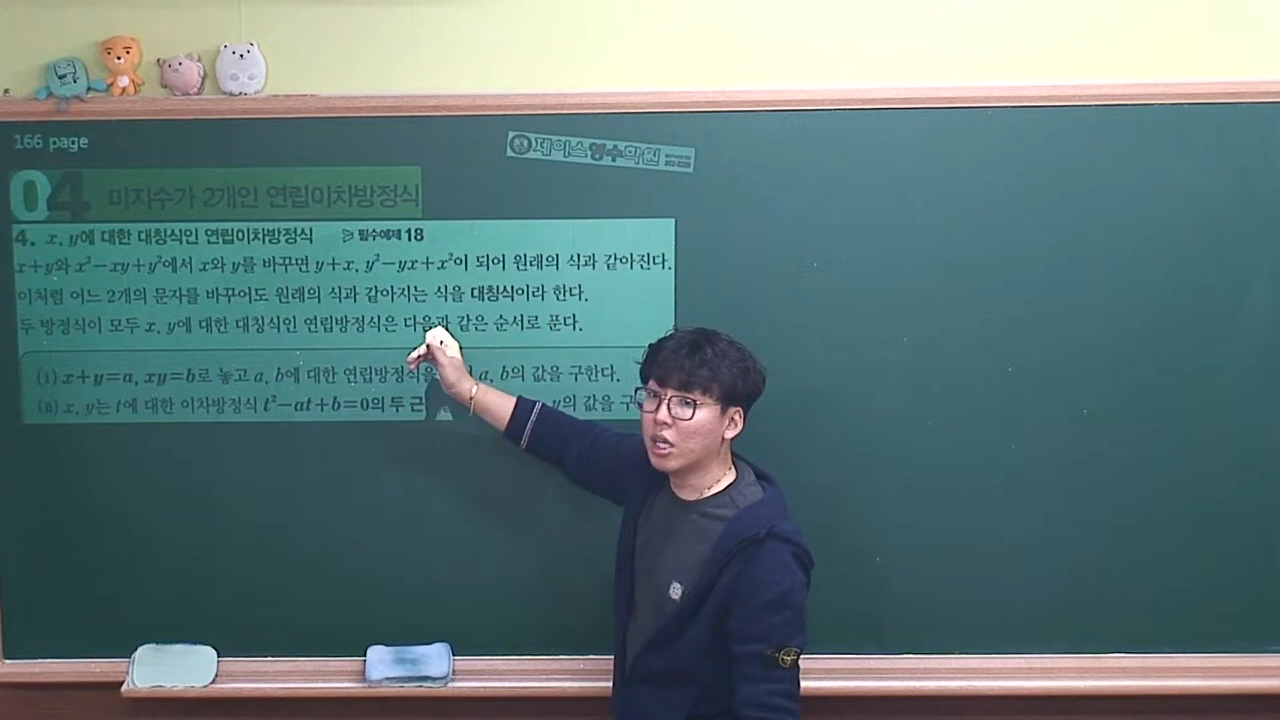 166 page
제이스영수학원
04 미지수가 2개인 연립이차방정식
4. x, y에 대한 대칭식인 연립이차방정식 ▷ 필수예제 18
x+y와 x²-xy+y²에서 x와 y를 바꾸면 y+x, y²-yx+x²이 되어 원래의 식과 같아진다.
이처럼 어느 2개의 문자를 바꾸어도 원래의 식과 같아지는 식을 대칭식이라 한다.
두 방정식이 모두 x, y에 대한 대칭식인 연립방정식은 다음과 같은 순서로 푼다.
(i) x+y=a, xy=b로 놓고 a, b에 대한 연립방정식을 a, b의 값을 구한다.
(ii) x, y는 t에 대한 이차방정식 t²-at+b=0의 두 근 y의 값을 구